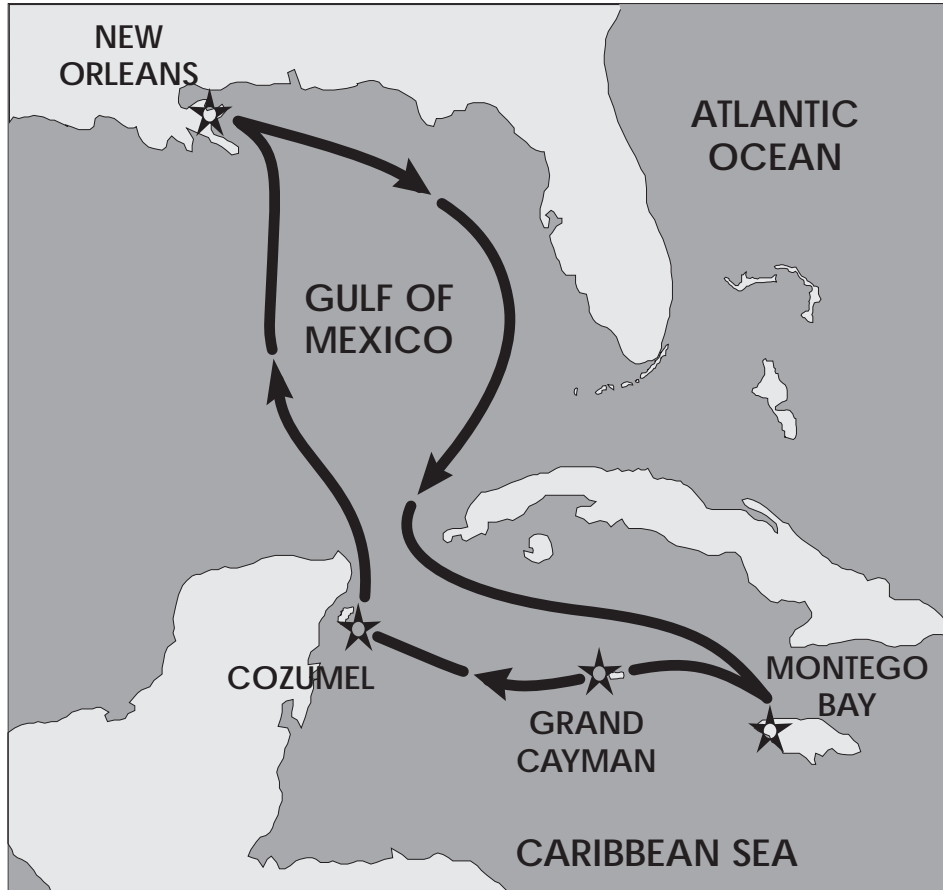 NEW
ORLEANS
ATLANTIC
OCEAN
GULF OF
MEXICO
COZUMEL
MONTEGO
BAY
GRAND
CAYMAN
CARIBBEAN SEA